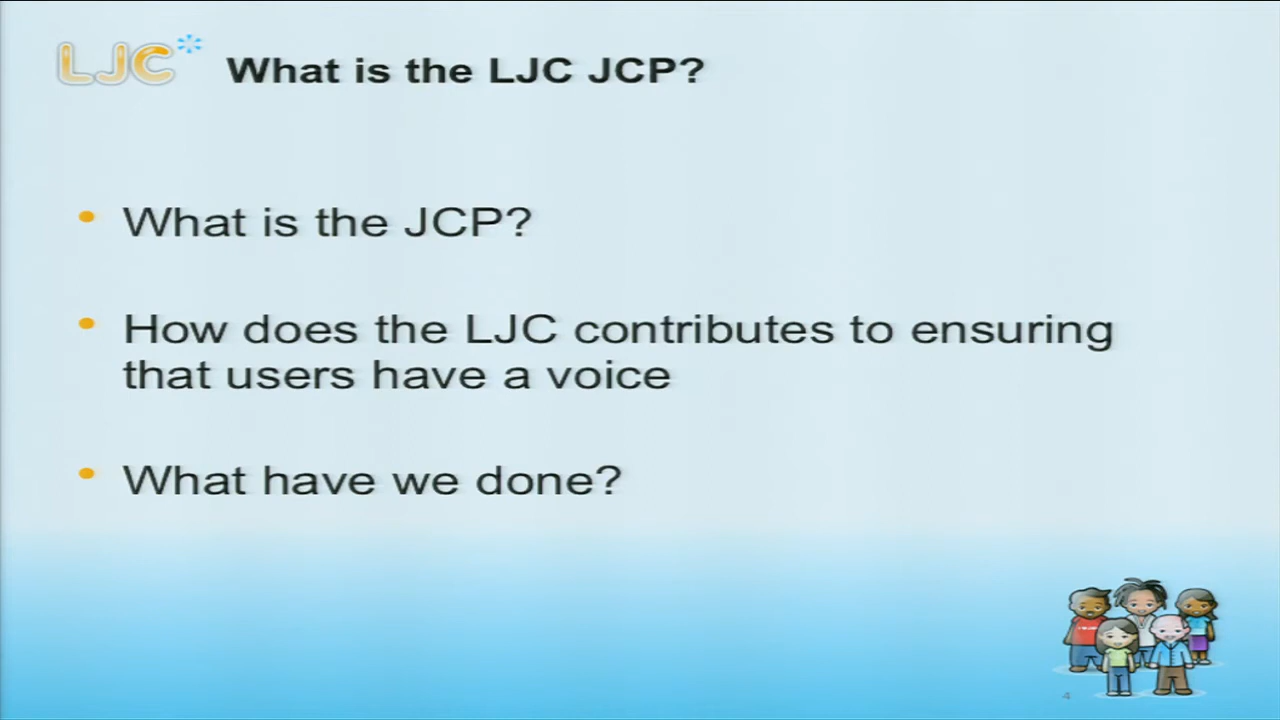 LJC*
What is the LJC JCP?
• What is the JCP?
• How does the LJC contributes to ensuring
that users have a voice
• What have we done?
4